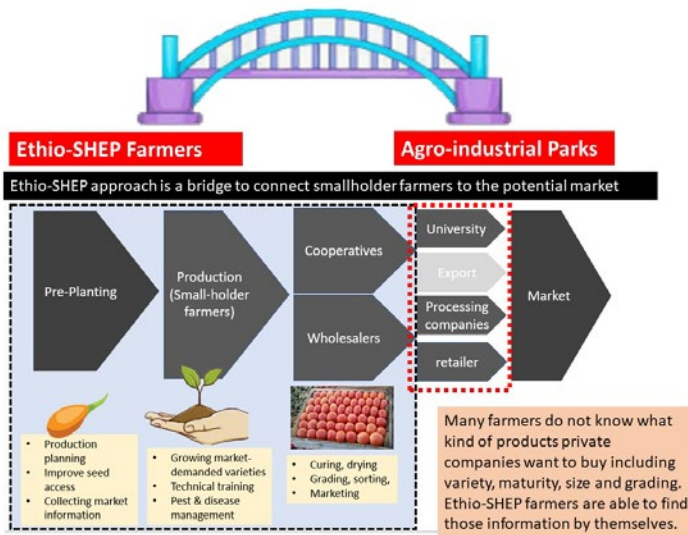 Ethio-SHEP Farmers
Agro-industrial Parks
Ethio-SHEP approach is a bridge to connect smallholder farmers to the potential market
Pre-Planting
Production
(Small-holder
farmers)
Cooperatives
Wholesalers
University
Export
Processing
companies
retailer
Market
• Production
planning
• Improve seed
access
• Collecting market
information
• Growing market-
demanded varieties
• Technical training
• Pest & disease
management
• Curing, drying
• Grading, sorting,
• Marketing
Many farmers do not know what
kind of products private
companies want to buy including
variety, maturity, size and grading.
Ethio-SHEP farmers are able to find
those information by themselves.